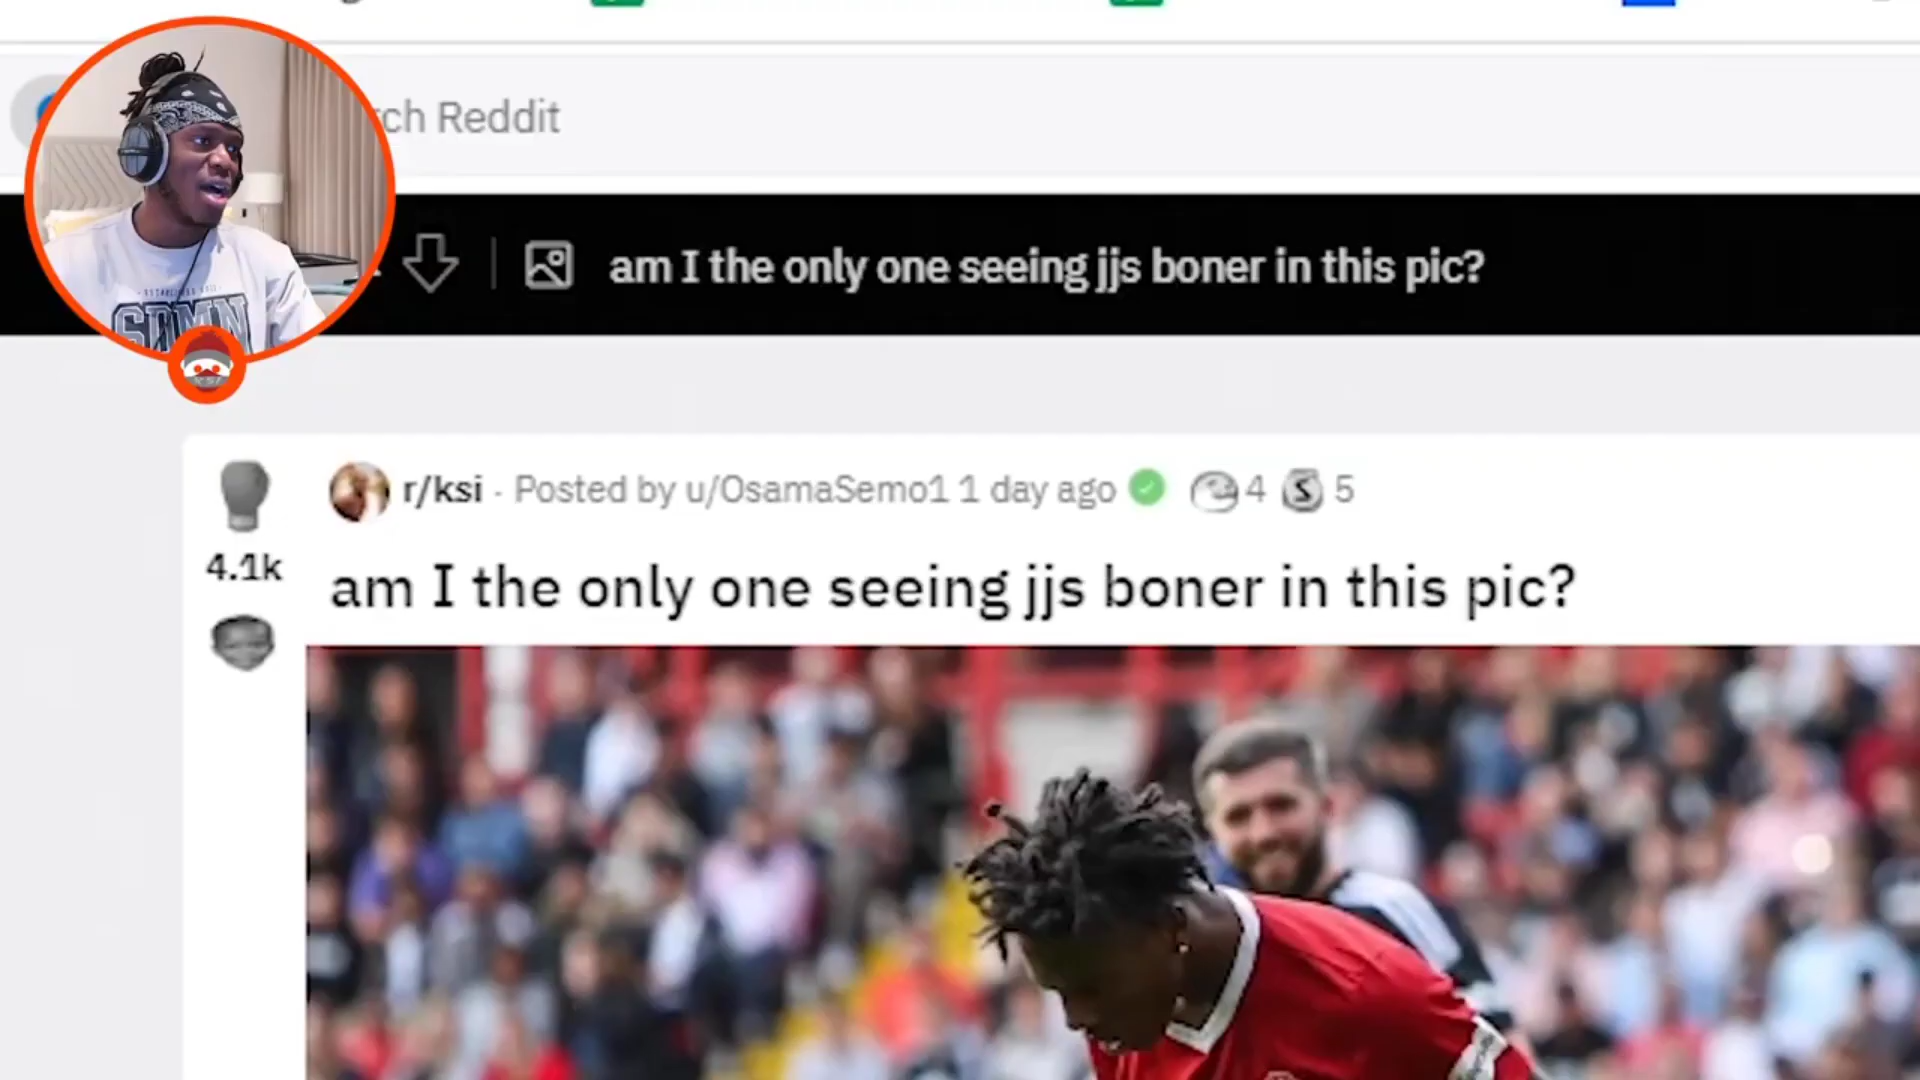 rch Reddit
am I the only one seeing jjs boner in this pic?
SDMN
r/ksi · Posted by u/OsamaSemo1 1 day ago 4 5
4.1k
am I the only one seeing jjs boner in this pic?